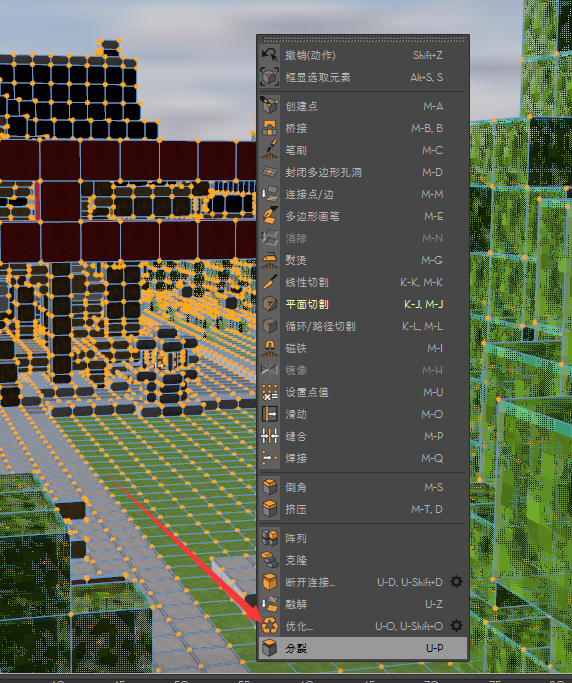 撤销(动作) Shift+Z
框显选取元素 Alt+S, S
创建点 M~A
桥接 M~B, B
笔刷 M~C
封闭多边形孔洞 M~D
连接点/边 M~M
多边形画笔 M~E
消除 M~N
熨烫 M~G
线性切割 K~K, M~K
平面切割 K~J, M~J
循环/路径切割 K~L, M~L
磁铁 M~I
镜像 M~H
设置点值 M~U
滑动 M~O
缝合 M~P
焊接 M~Q
倒角 M~S
挤压 M~T, D
阵列
克隆
断开连接... U~D, U~Shift+D
融解 U~Z
优化... U~O, U~Shift+O
分裂 U~P